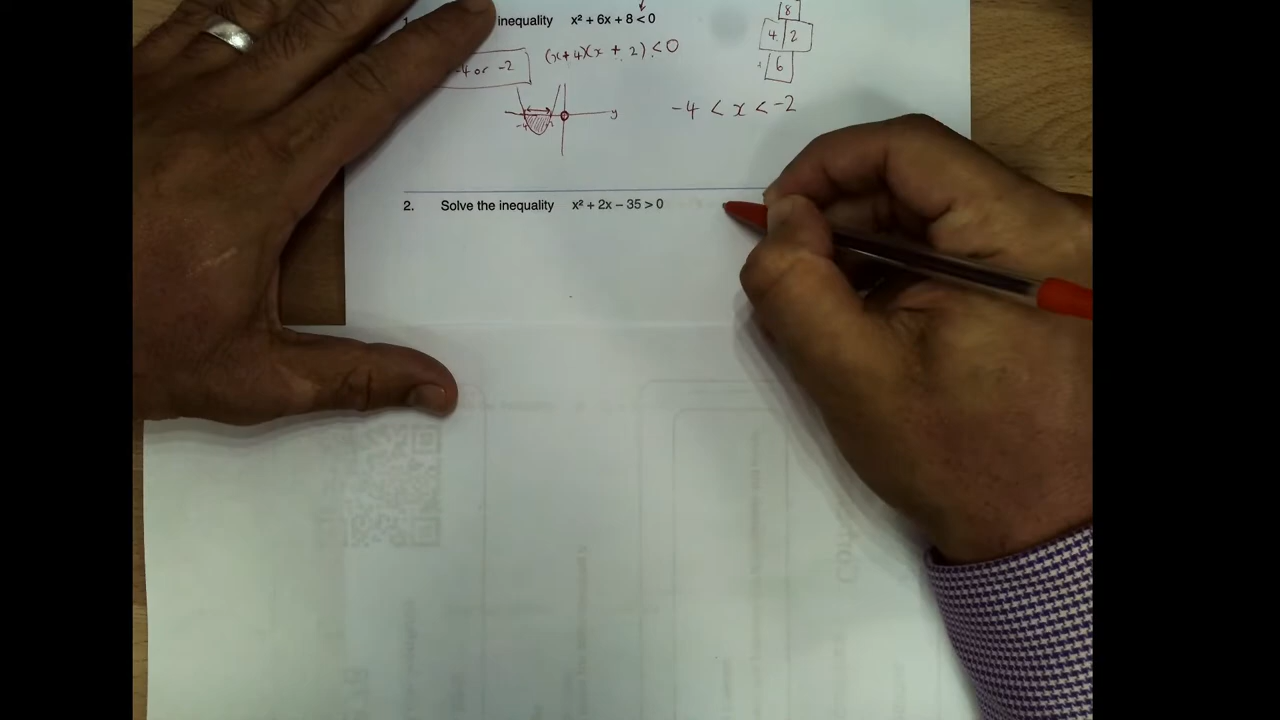 1. inequality x² + 6x + 8 < 0
8
4 2
+ 6
(x+4)(x + 2) < 0
-4 or -2
-4 < x < -2
y
2. Solve the inequality x² + 2x – 35 > 0